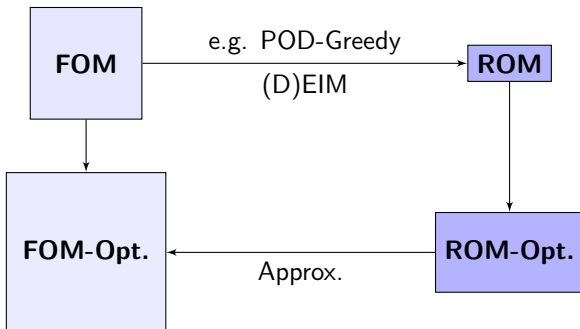 e.g. POD-Greedy
FOM
ROM
(D)EIM
FOM-Opt.
ROM-Opt.
Approx.